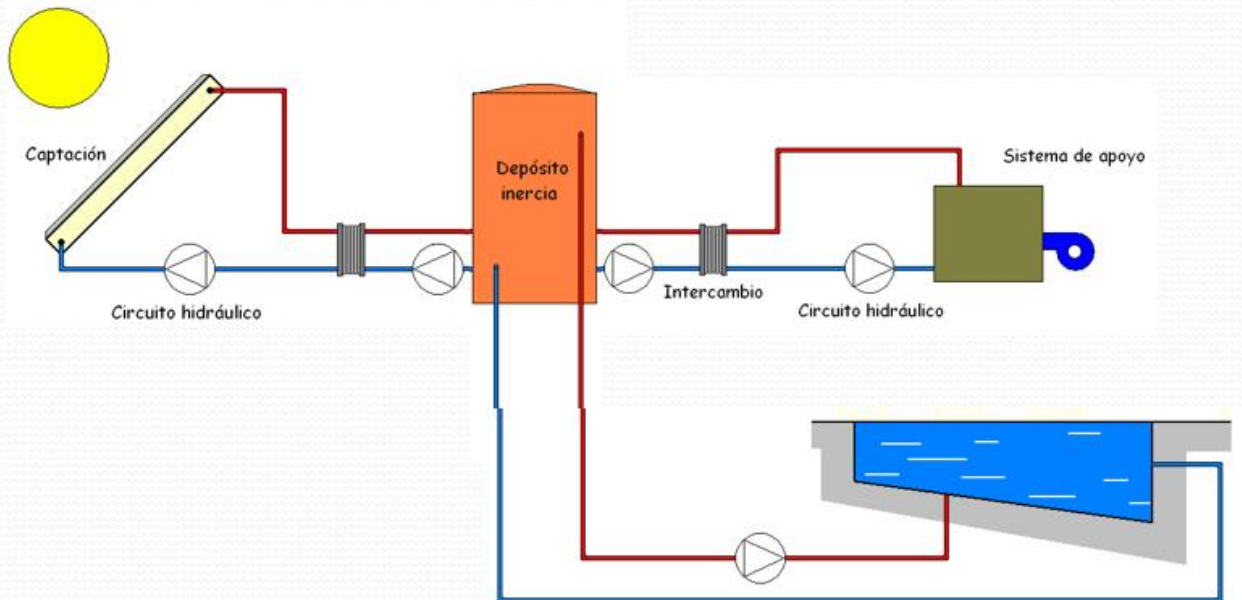 Captación
Depósito
inercia
Sistema de apoyo
Intercambio
Circuito hidráulico
Circuito hidráulico